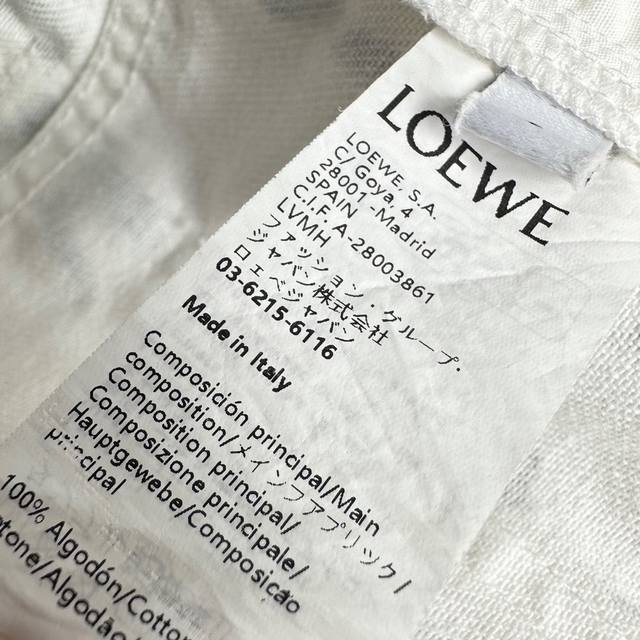 LOEWE
LOEWE, S.A.
C/ Goya, 4
28001 -Madrid
SPAIN
C.I.F. A-28003861
LVMH
ファッション・グループ・
ジャパン株式会社
ロエベジャパン
03-6215-6116
Made in Italy
Composición principal/Main
composition/メインファブリック/
Composition principal/
Composizione principale/
Hauptgewebe/Composicão
principal
100% Algodón/Cotton
/Algodão